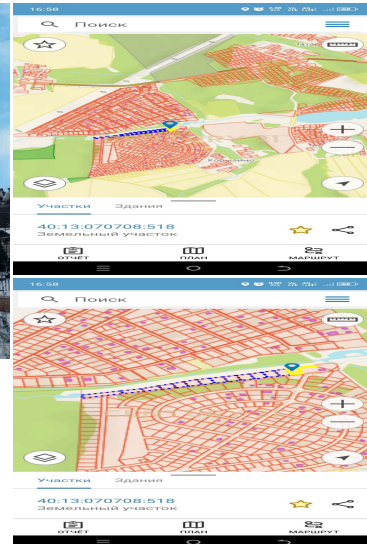 16:58
Поиск
Участки Здания
40:13:070708:518
Земельный участок
ОТЧЁТ ПЛАН МАРШРУТ
16:58
Поиск
Участки Здания
40:13:070708:518
Земельный участок
ОТЧЁТ ПЛАН МАРШРУТ